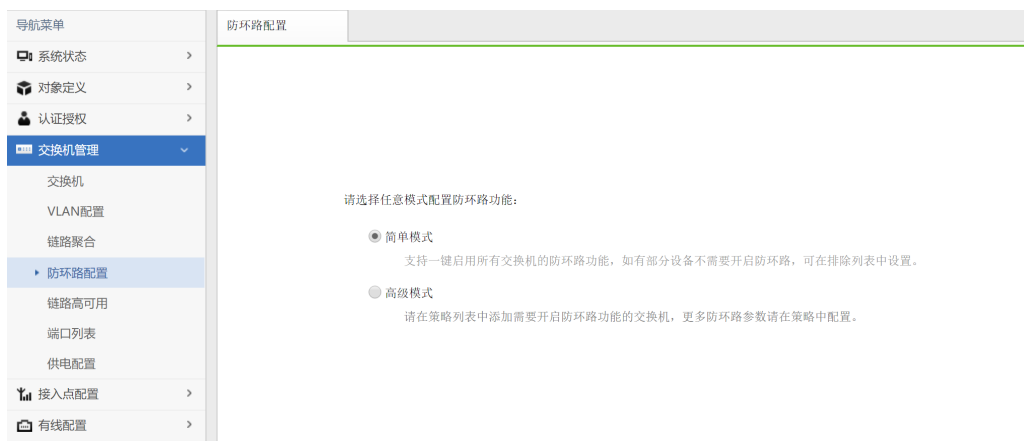 导航菜单
防环路配置
系统状态
对象定义
认证授权
交换机管理
交换机
VLAN配置
链路聚合
防环路配置
链路高可用
端口列表
供电配置
接入点配置
有线配置
请选择任意模式配置防环路功能：
简单模式
支持一键启用所有交换机的防环路功能，如有部分设备不需要开启防环路，可在排除列表中设置。
高级模式
请在策略列表中添加需要开启防环路功能的交换机，更多防环路参数请在策略中配置。